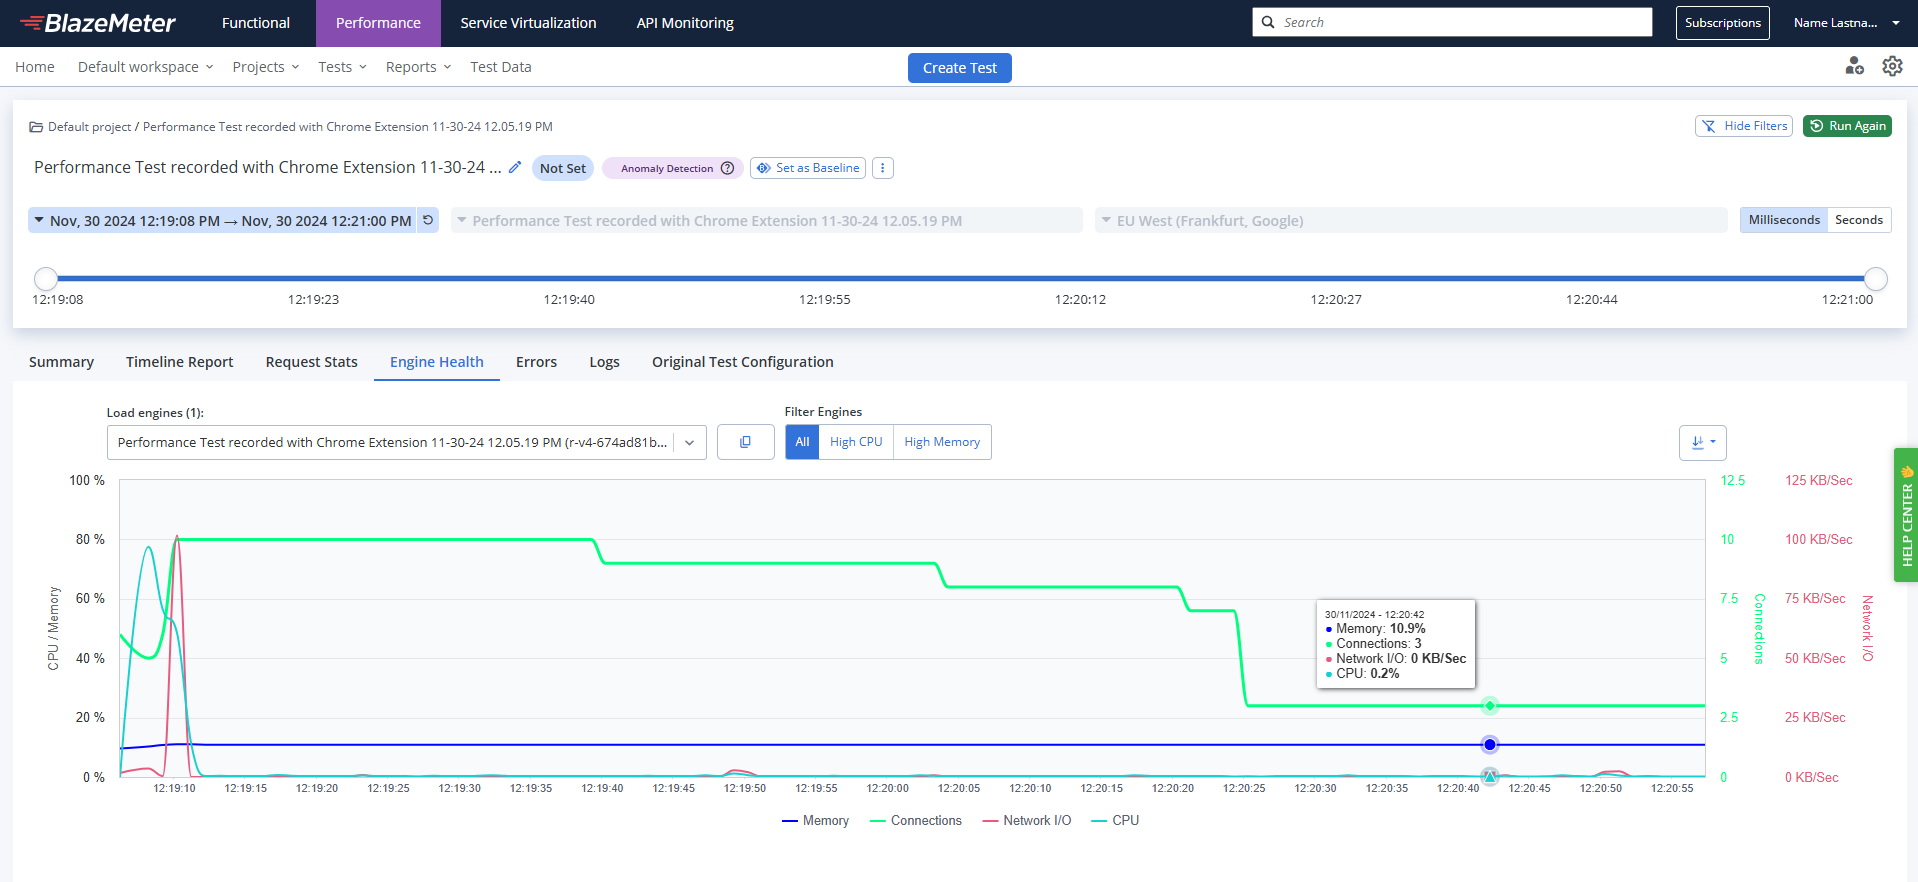 BlazeMeter Functional Performance Service Virtualization API Monitoring Search Subscriptions Name Lastna...
Home Default workspace Projects Tests Reports Test Data Create Test
Default project / Performance Test recorded with Chrome Extension 11-30-24 12.05.19 PM Hide Filters Run Again
Performance Test recorded with Chrome Extension 11-30-24 ... Not Set Anomaly Detection ? Set as Baseline
Nov, 30 2024 12:19:08 PM → Nov, 30 2024 12:21:00 PM Performance Test recorded with Chrome Extension 11-30-24 12.05.19 PM EU West (Frankfurt, Google) Milliseconds Seconds
12:19:08 12:19:23 12:19:40 12:19:55 12:20:12 12:20:27 12:20:44 12:21:00
Summary Timeline Report Request Stats Engine Health Errors Logs Original Test Configuration
Load engines (1):
Performance Test recorded with Chrome Extension 11-30-24 12.05.19 PM (r-v4-674ad81b...
Filter Engines
All High CPU High Memory
CPU / Memory
100 %
80 %
60 %
40 %
20 %
0 %
30/11/2024 - 12:20:42
Memory: 10.9%
Connections: 3
Network I/O: 0 KB/Sec
CPU: 0.2%
12.5
10
7.5
5
2.5
0
Connections
125 KB/Sec
100 KB/Sec
75 KB/Sec
50 KB/Sec
25 KB/Sec
0 KB/Sec
Network I/O
HELP CENTER
12:19:10 12:19:15 12:19:20 12:19:25 12:19:30 12:19:35 12:19:40 12:19:45 12:19:50 12:19:55 12:20:00 12:20:05 12:20:10 12:20:15 12:20:20 12:20:25 12:20:30 12:20:35 12:20:40 12:20:45 12:20:50 12:20:55
Memory Connections Network I/O CPU